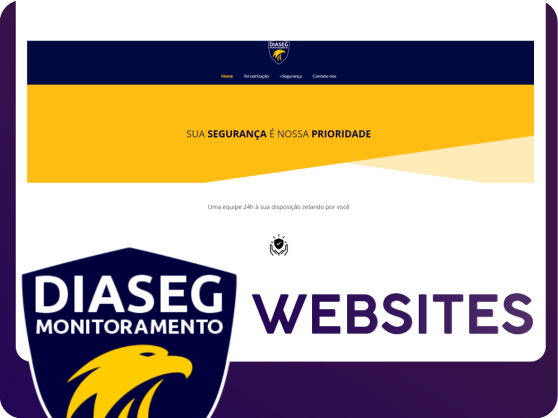 DIASEG
Home Terceirização +Segurança Contate-nos
SUA SEGURANÇA É NOSSA PRIORIDADE
Uma equipe 24h à sua disposição zelando por você
DIASEG
MONITORAMENTO
WEBSITES